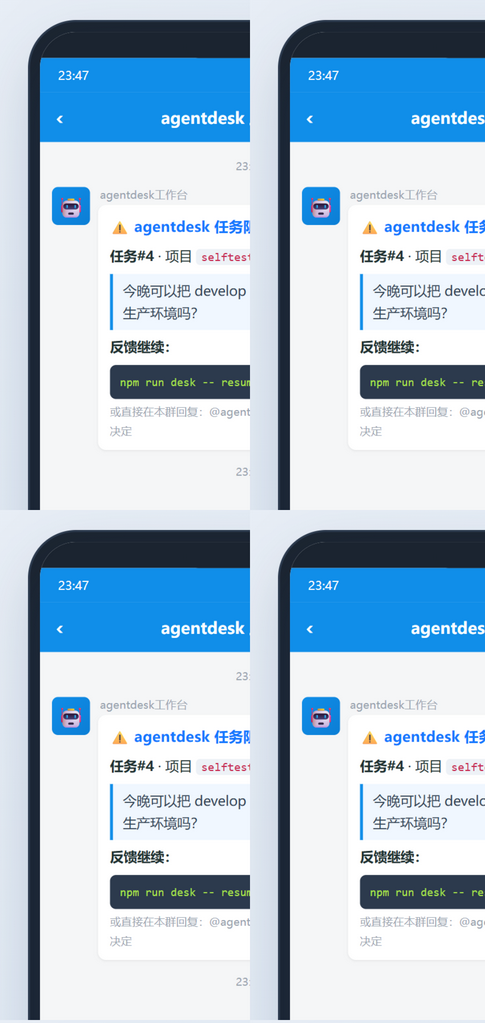 23:47
‹ agentdesk
23:
agentdesk工作台
⚠ agentdesk 任务
任务#4 · 项目 selftest
今晚可以把 develop
生产环境吗?
反馈继续:
npm run desk -- resum
或直接在本群回复: @agent
决定
23:
23:47
‹ agentdes
agentdesk工作台
⚠ agentdesk 任务
任务#4 · 项目 selft
今晚可以把 develo
生产环境吗?
反馈继续:
npm run desk -- re
或直接在本群回复: @ag
决定
23:47
‹ agentdesk
23:
agentdesk工作台
⚠ agentdesk 任务
任务#4 · 项目 selftest
今晚可以把 develop
生产环境吗?
反馈继续:
npm run desk -- resum
或直接在本群回复: @agent
决定
23:
23:47
‹ agentdes
agentdesk工作台
⚠ agentdesk 任务
任务#4 · 项目 selft
今晚可以把 develo
生产环境吗?
反馈继续:
npm run desk -- re
或直接在本群回复: @ag
决定